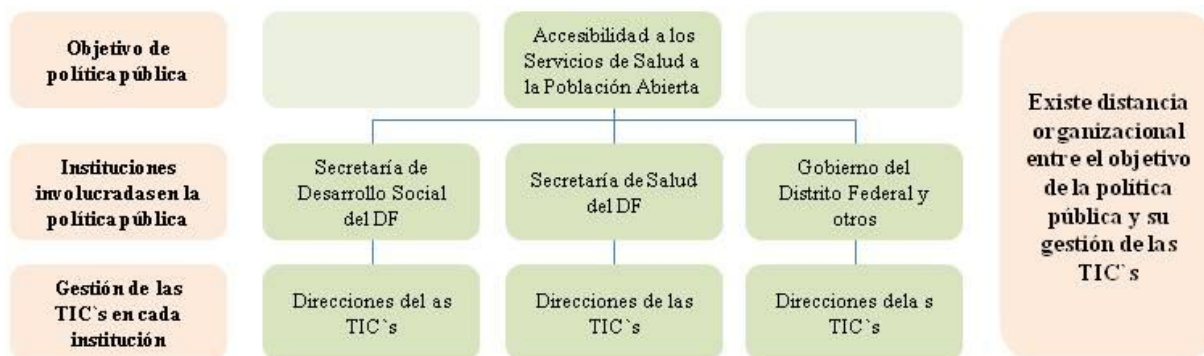 Objetivo de
política pública
Accesibilidad a los
Servicios de Salud a
la Población Abierta
Instituciones
involucradas en la
política pública
Secretaría de
Desarrollo Social
del DF
Secretaría de Salud
del DF
Gobierno del
Distrito Federal y
otros
Gestión de las
TIC`s en cada
institución
Direcciones del as
TIC`s
Direcciones de las
TIC`s
Direcciones dela s
TIC`s
Existe distancia
organizacional
entre el objetivo
de la política
pública y su
gestión de las
TIC`s